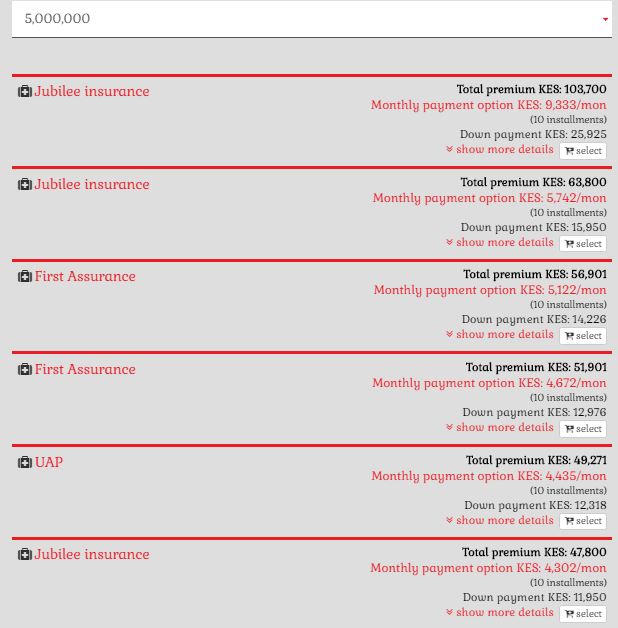 5,000,000
Jubilee insurance
Total premium KES: 103,700
Monthly payment option KES: 9,333/mon
(10 installments)
Down payment KES: 25,925
show more details select
Jubilee insurance
Total premium KES: 63,800
Monthly payment option KES: 5,742/mon
(10 installments)
Down payment KES: 15,950
show more details select
First Assurance
Total premium KES: 56,901
Monthly payment option KES: 5,122/mon
(10 installments)
Down payment KES: 14,226
show more details select
First Assurance
Total premium KES: 51,901
Monthly payment option KES: 4,672/mon
(10 installments)
Down payment KES: 12,976
show more details select
UAP
Total premium KES: 49,271
Monthly payment option KES: 4,435/mon
(10 installments)
Down payment KES: 12,318
show more details select
Jubilee insurance
Total premium KES: 47,800
Monthly payment option KES: 4,302/mon
(10 installments)
Down payment KES: 11,950
show more details select